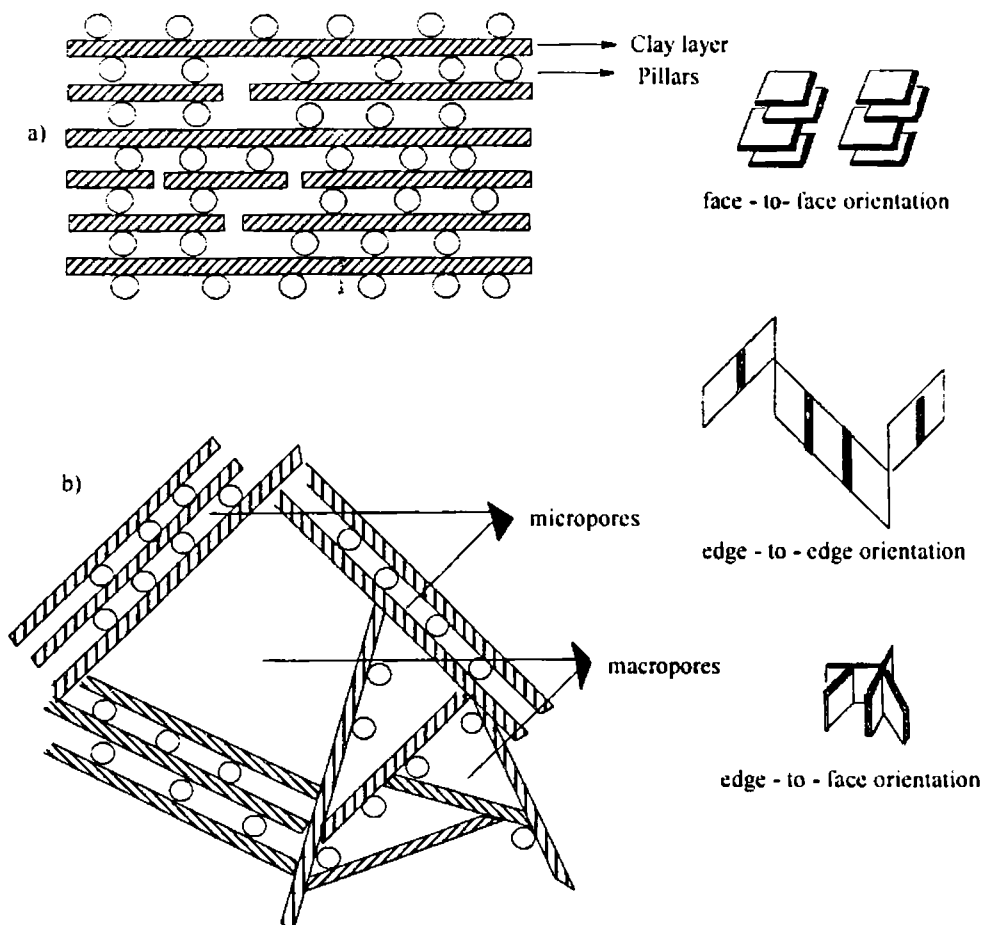 Clay layer
Pillars
a)
face - to- face orientation
b)
micropores
edge - to - edge orientation
macropores
edge - to - face orientation